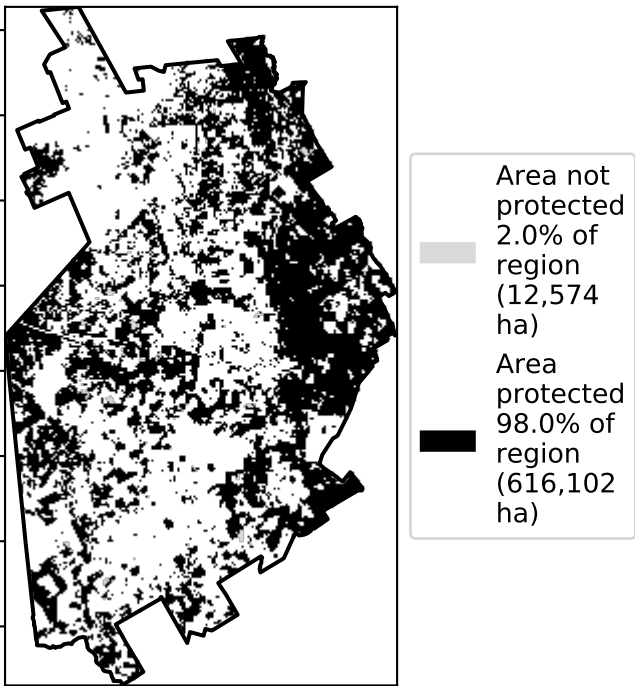 Area not
protected
2.0% of
region
(12,574
ha)
Area
protected
98.0% of
region
(616,102
ha)